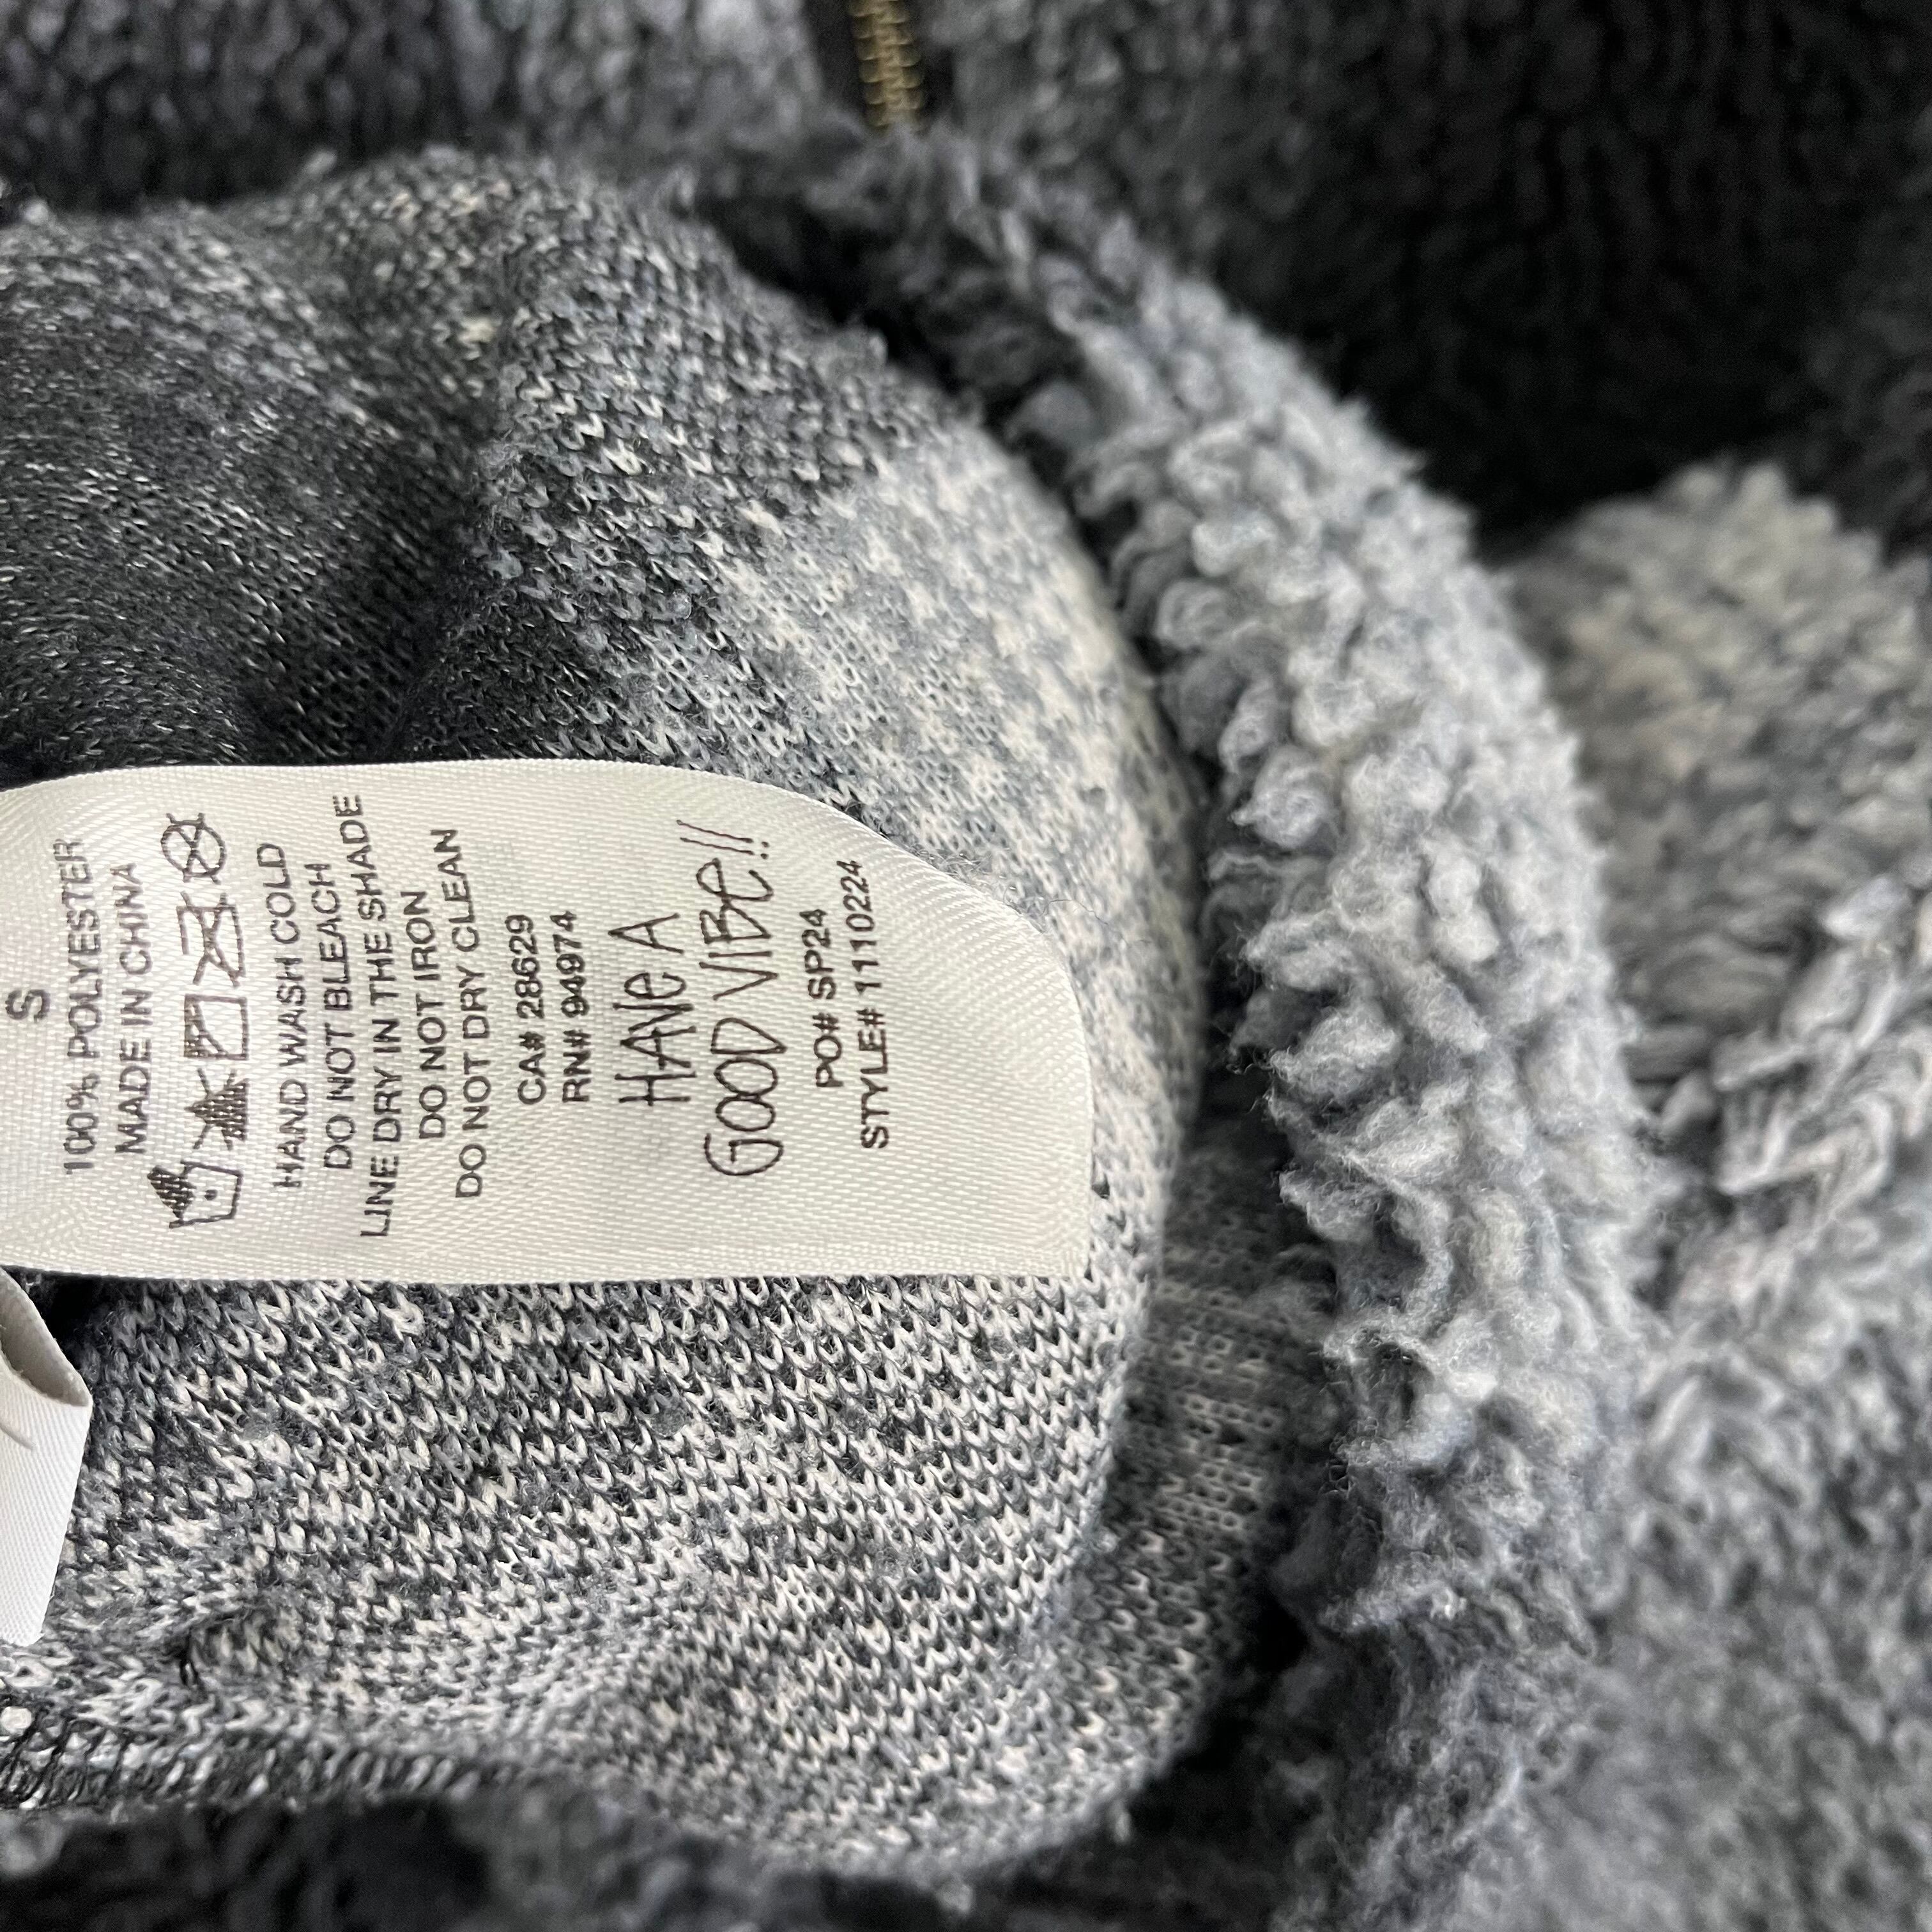 S
100% POLYESTER
MADE IN CHINA
HAND WASH COLD
DO NOT BLEACH
LINE DRY IN THE SHADE
DO NOT IRON
DO NOT DRY CLEAN
CA# 28629
RN# 94974
HAVE A
GOOD VIBE!!
PO# SP24
STYLE# 1110224